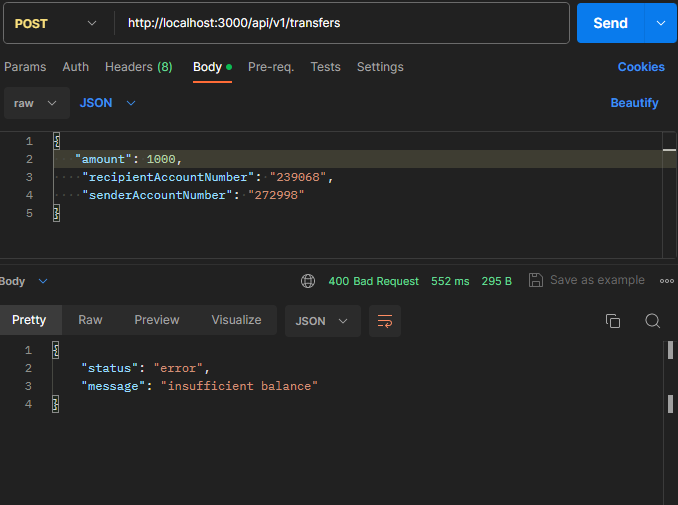 POST http://localhost:3000/api/v1/transfers Send
Params Auth Headers (8) Body Pre-req. Tests Settings Cookies
raw JSON Beautify
1 {
2 "amount": 1000,
3 "recipientAccountNumber": "239068",
4 "senderAccountNumber": "272998"
5 }
Body 400 Bad Request 552 ms 295 B Save as example
Pretty Raw Preview Visualize JSON
1 {
2 "status": "error",
3 "message": "insufficient balance"
4 }